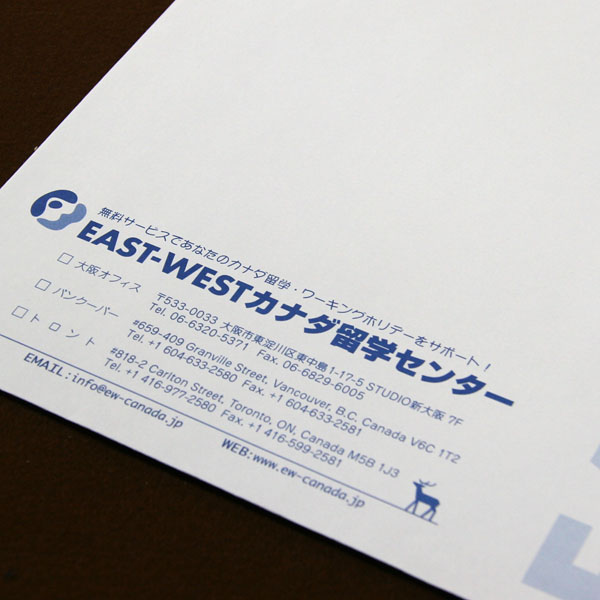 無料サービスであなたのカナダ留学・ワーキングホリデーをサポート!
EAST-WESTカナダ留学センター
□ 大阪オフィス 〒533-0033 大阪市東淀川区東中島1-17-5 STUDIO新大阪 7F
Tel. 06-6320-5371 Fax. 06-6829-6005
□ バンクーバー #659-409 Granville Street, Vancouver, B.C. Canada V6C 1T2
Tel. +1 604-633-2580 Fax. +1 604-633-2581
□ トロント #818-2 Carlton Street, Toronto, ON, Canada M5B 1J3
Tel. +1 416-977-2580 Fax. +1 416-599-2581
EMAIL:info@ew-canada.jp WEB:www.ew-canada.jp